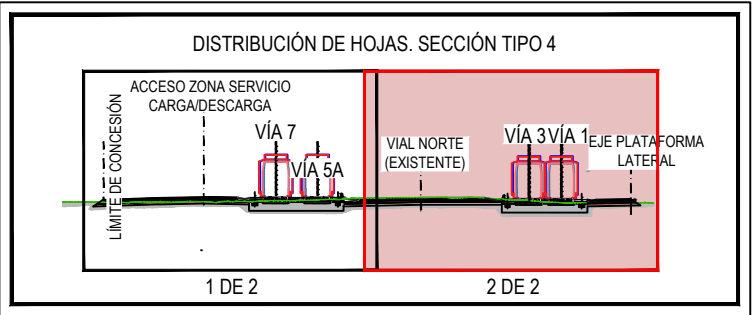 DISTRIBUCIÓN DE HOJAS. SECCIÓN TIPO 4
LÍMITE DE CONCESIÓN
ACCESO ZONA SERVICIO
CARGA/DESCARGA
VÍA 7
VÍA 5A
VIAL NORTE
(EXISTENTE)
VÍA 3
VÍA 1
EJE PLATAFORMA
LATERAL
1 DE 2
2 DE 2